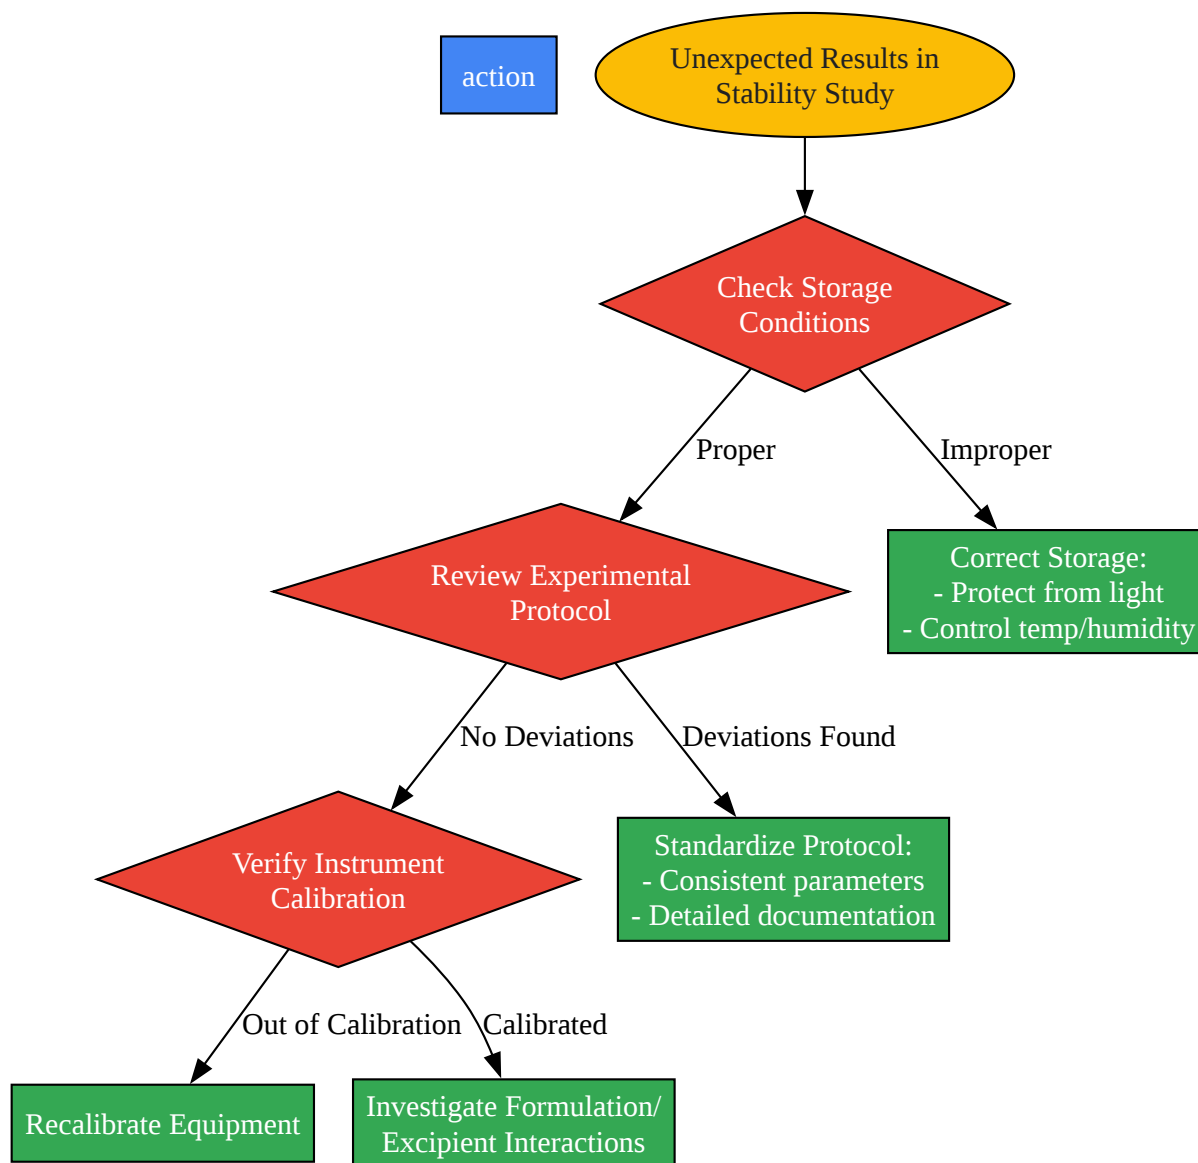 action
Unexpected Results in
Stability Study
Check Storage
Conditions
Proper
Improper
Review Experimental
Protocol
Correct Storage:
- Protect from light
- Control temp/humidity
No Deviations
Deviations Found
Verify Instrument
Calibration
Standardize Protocol:
- Consistent parameters
- Detailed documentation
Out of Calibration
Calibrated
Recalibrate Equipment
Investigate Formulation/
Excipient Interactions